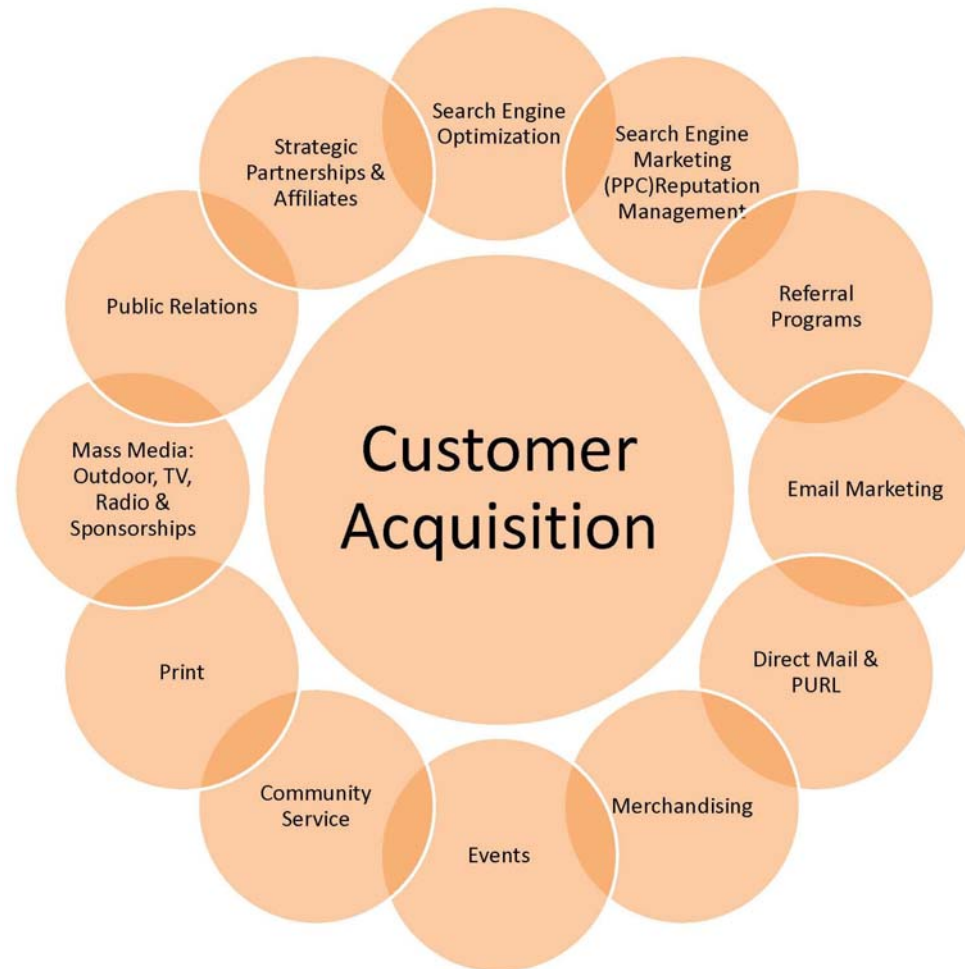 Search Engine
Optimization
Search Engine
Marketing
(PPC)Reputation
Management
Referral
Programs
Email Marketing
Direct Mail &
PURL
Merchandising
Events
Community
Service
Print
Mass Media:
Outdoor, TV,
Radio &
Sponsorships
Public Relations
Strategic
Partnerships &
Affiliates
Customer
Acquisition